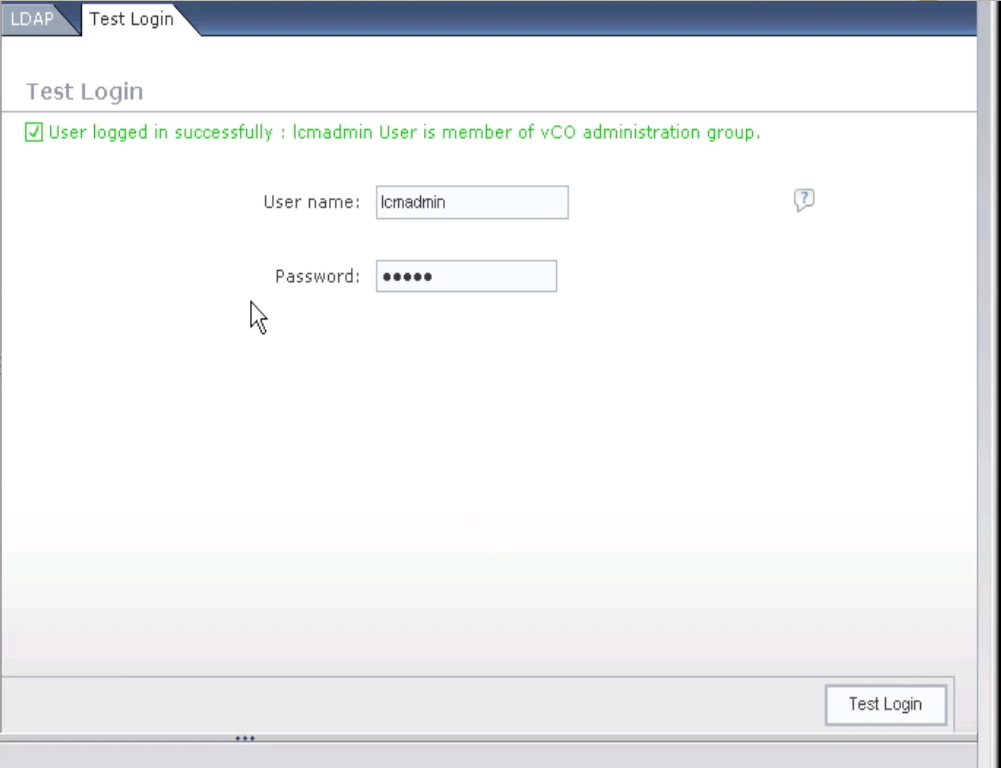 LDAP
Test Login
Test Login
User logged in successfully : lcmadmin User is member of vCO administration group.
User name: lcmadmin
?
Password: •••••
Test Login